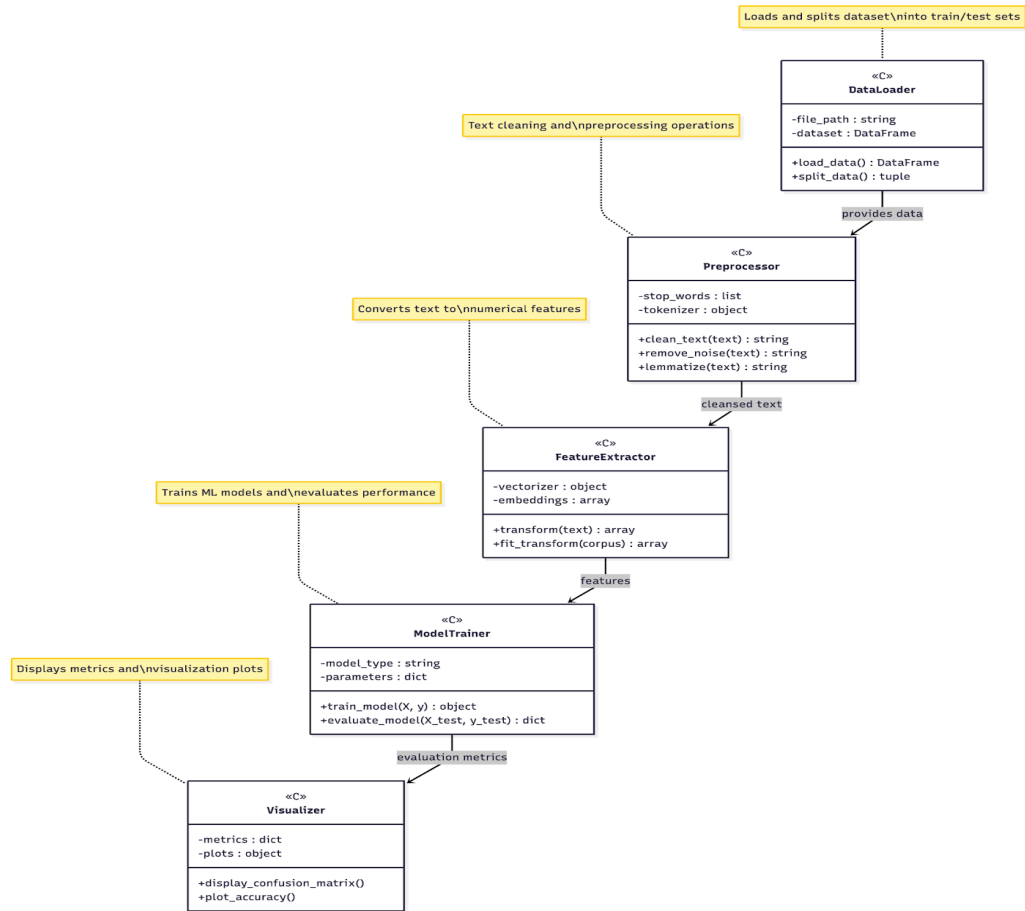 Loads and splits dataset\ninto train/test sets
«C»
DataLoader
-file_path : string
-dataset : DataFrame
+load_data() : DataFrame
+split_data() : tuple
provides data
Text cleaning and\npreprocessing operations
«C»
Preprocessor
-stop_words : list
-tokenizer : object
+clean_text(text) : string
+remove_noise(text) : string
+lemmatize(text) : string
cleansed text
Converts text to\nnumerical features
«C»
FeatureExtractor
-vectorizer : object
-embeddings : array
+transform(text) : array
+fit_transform(corpus) : array
features
Trains ML models and\nevaluates performance
«C»
ModelTrainer
-model_type : string
-parameters : dict
+train_model(X, y) : object
+evaluate_model(X_test, y_test) : dict
evaluation metrics
Displays metrics and\nvisualization plots
«C»
Visualizer
-metrics : dict
-plots : object
+display_confusion_matrix()
+plot_accuracy()